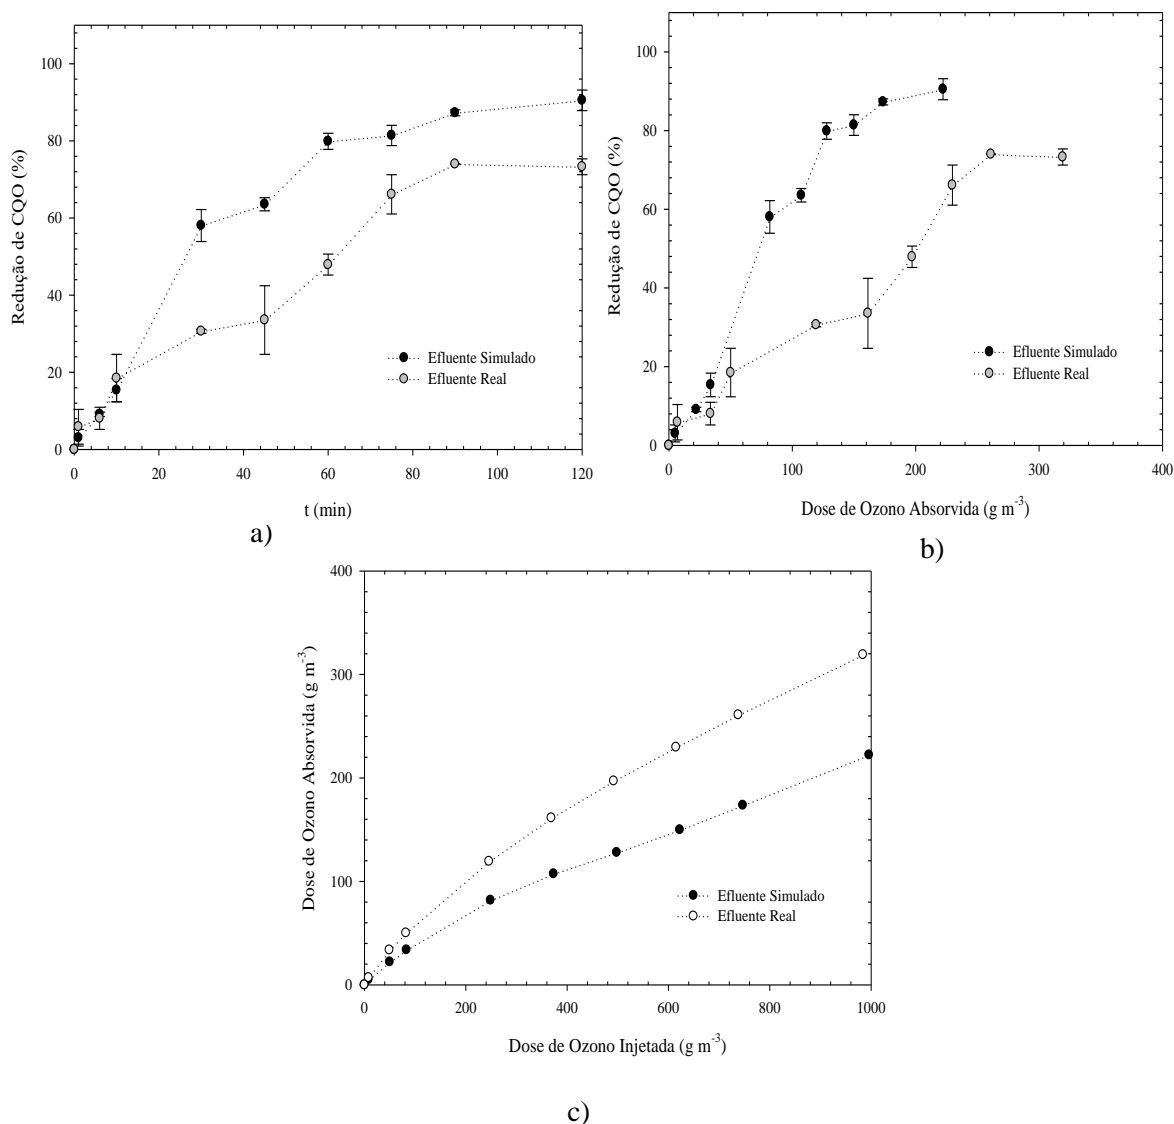 Redução de CQO (%)
100
80
60
40
20
0
0 20 40 60 80 100 120
t (min)
Efluente Simulado
Efluente Real
a)
Redução de CQO (%)
100
80
60
40
20
0
0 100 200 300 400
Dose de Ozono Absorvida (g m⁻³)
Efluente Simulado
Efluente Real
b)
Dose de Ozono Absorvida (g m⁻³)
400
300
200
100
0
0 200 400 600 800 1000
Dose de Ozono Injetada (g m⁻³)
Efluente Simulado
Efluente Real
c)